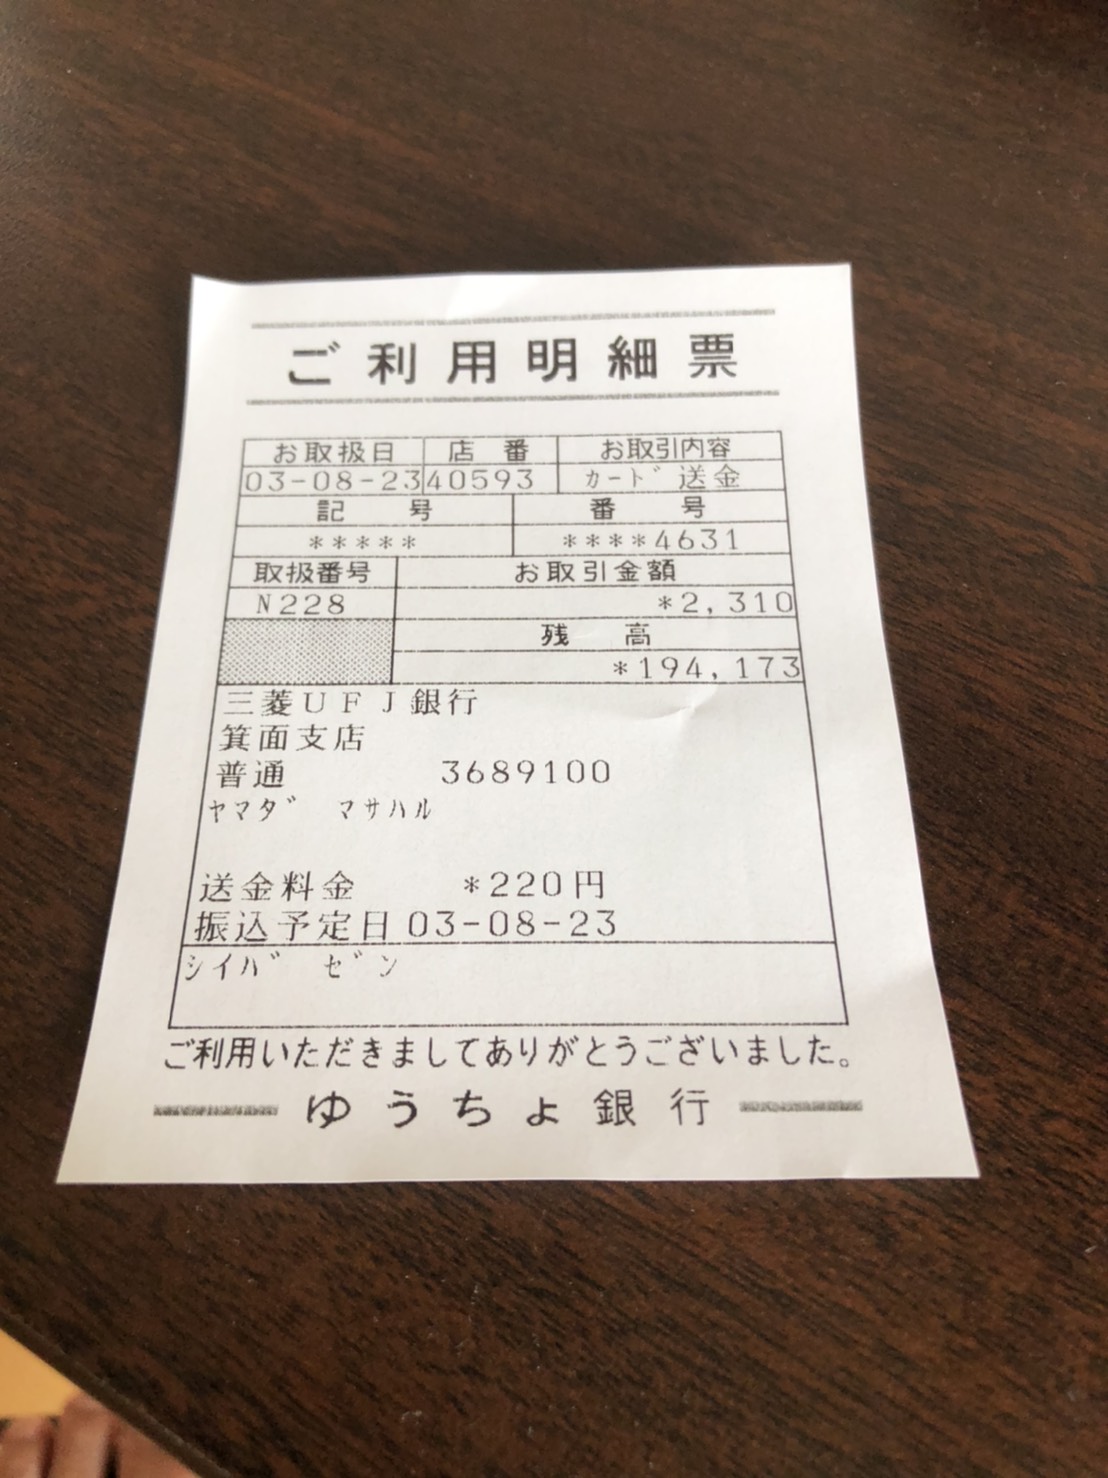 ご利用明細票
お取扱日 店番 お取引内容
03-08-23 40593 カード送金
記号 番号
***** ****4631
取扱番号 お取引金額
N228 *2,310
残高
*194,173
三菱UFJ銀行
箕面支店
普通 3689100
ヤマダ マサハル
送金料金 *220円
振込予定日 03-08-23
シイバ ゼン
ご利用いただきましてありがとうございました。
ゆうちょ銀行